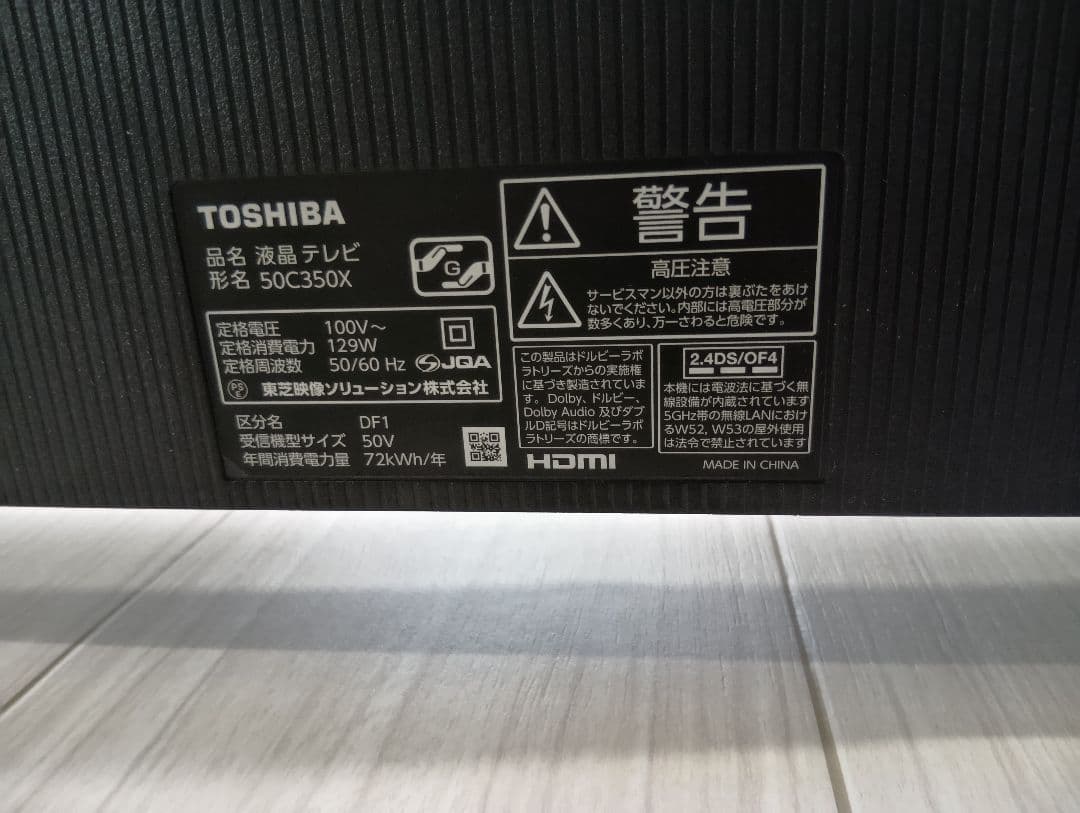 TOSHIBA
品名 液晶テレビ
形名 50C350X
G
定格電圧 100V～
定格消費電力 129W
定格周波数 50/60 Hz
JQA
PS
E
東芝映像ソリューション株式会社
区分名 DF1
受信機型サイズ 50V
年間消費電力量 72kWh/年
警告
高圧注意
サービスマン以外の方は裏ぶたをあけ
ないでください。内部には高電圧部分が
数多くあり、万一さわると危険です。
この製品はドルビーラボ
ラトリーズからの実施権
に基づき製造されていま
す。Dolby、ドルビー、
Dolby Audio 及びダブ
ルD記号はドルビーラボ
ラトリーズの商標です。
HDMI
2.4DS/OF4
本機には電波法に基づく無
線設備が内蔵されています
5GHz帯の無線LANにおけ
るW52, W53の屋外使用
は法令で禁止されています
MADE IN CHINA